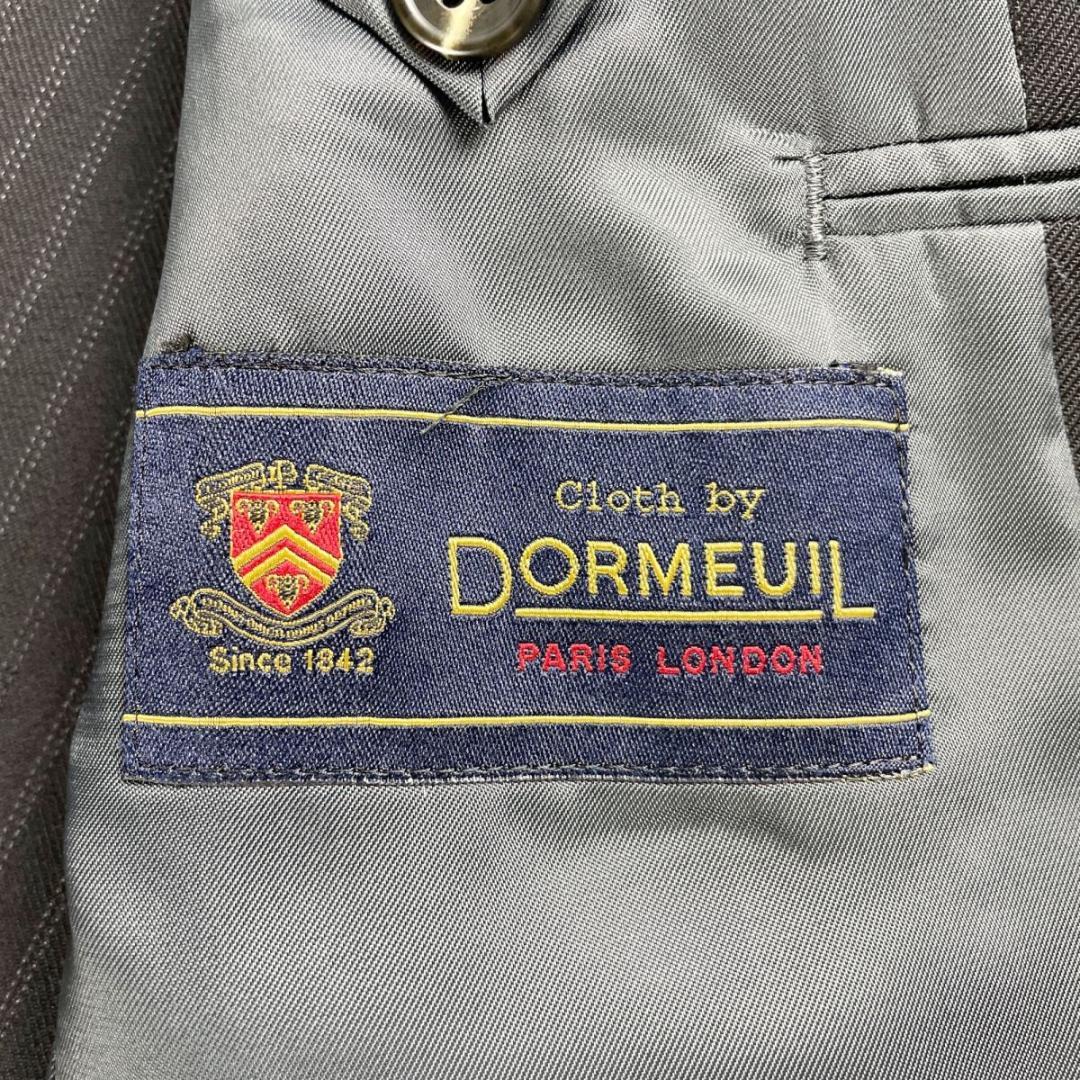 Cloth by
DORMEUIL
PARIS LONDON
Since 1842